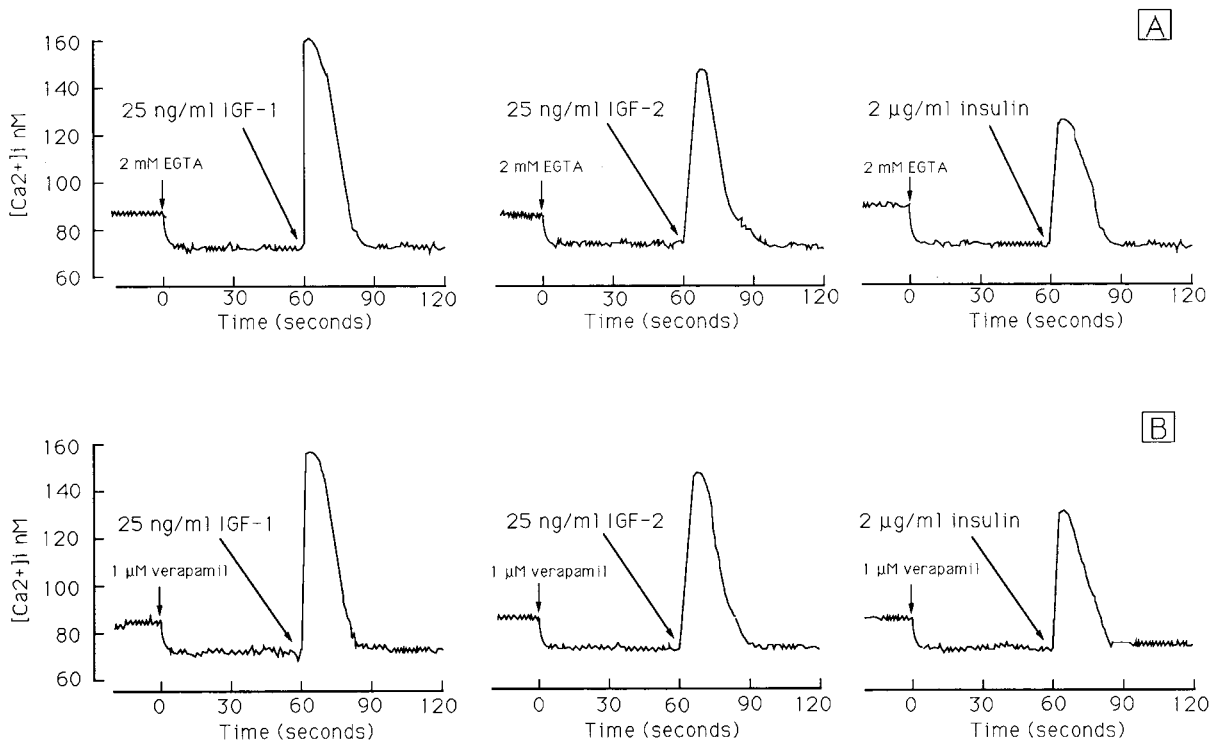 A
160
140
120
100
80
60
[Ca2+]i nM
25 ng/ml IGF-1
2 mM EGTA
0 30 60 90 120
Time (seconds)
25 ng/ml IGF-2
2 mM EGTA
0 30 60 90 120
Time (seconds)
2 µg/ml insulin
2 mM EGTA
0 30 60 90 120
Time (seconds)
B
160
140
120
100
80
60
[Ca2+]i nM
25 ng/ml IGF-1
1 µM verapamil
0 30 60 90 120
Time (seconds)
25 ng/ml IGF-2
1 µM verapamil
0 30 60 90 120
Time (seconds)
2 µg/ml insulin
1 µM verapamil
0 30 60 90 120
Time (seconds)